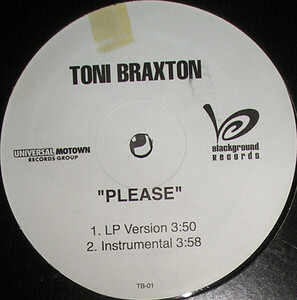 TONI BRAXTON
UNIVERSAL MOTOWN
RECORDS GROUP
Blackground
Records
"PLEASE"
1. LP Version 3:50
2. Instrumental 3:58
TB-01